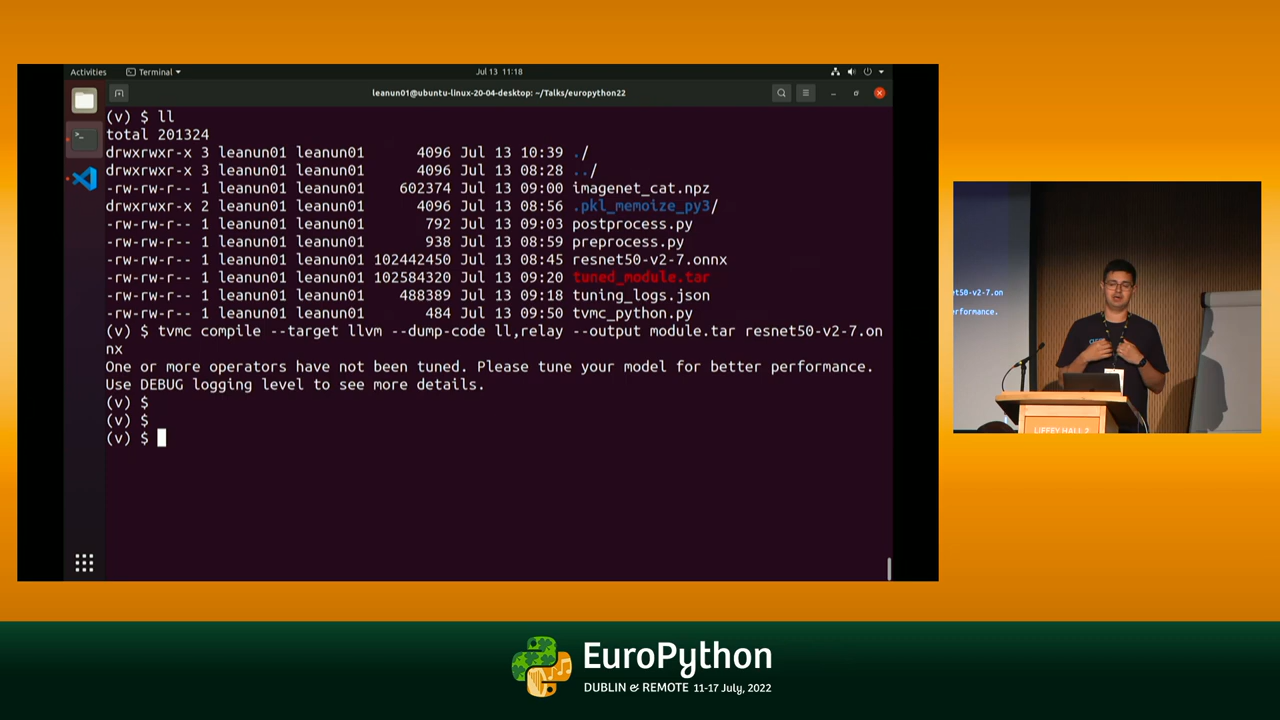 Activities
Terminal
Jul 13 11:18
leanun01@ubuntu-linux-20-04-desktop: ~/Talks/europython22
(v) $ ll
total 201324
drwxrwxr-x 3 leanun01 leanun01 4096 Jul 13 10:39 ./
drwxrwxr-x 3 leanun01 leanun01 4096 Jul 13 08:28 ../
-rw-rw-r-- 1 leanun01 leanun01 602374 Jul 13 09:00 imagenet_cat.npz
drwxrwxr-x 2 leanun01 leanun01 4096 Jul 13 08:56 .pkl_memoize_py3/
-rw-rw-r-- 1 leanun01 leanun01 792 Jul 13 09:03 postprocess.py
-rw-rw-r-- 1 leanun01 leanun01 938 Jul 13 08:59 preprocess.py
-rw-rw-r-- 1 leanun01 leanun01 102442450 Jul 13 08:45 resnet50-v2-7.onnx
-rw-rw-r-- 1 leanun01 leanun01 102584320 Jul 13 09:20 tuned_module.tar
-rw-rw-r-- 1 leanun01 leanun01 488389 Jul 13 09:18 tuning_logs.json
-rw-rw-r-- 1 leanun01 leanun01 484 Jul 13 09:50 tvmc_python.py
(v) $ tvmc compile --target llvm --dump-code ll,relay --output module.tar resnet50-v2-7.on
nx
One or more operators have not been tuned. Please tune your model for better performance.
Use DEBUG logging level to see more details.
(v) $
(v) $
(v) $
et50-v2-7.on
erformance.
LIFFEY HALL 2
EuroPython
DUBLIN & REMOTE 11-17 July, 2022